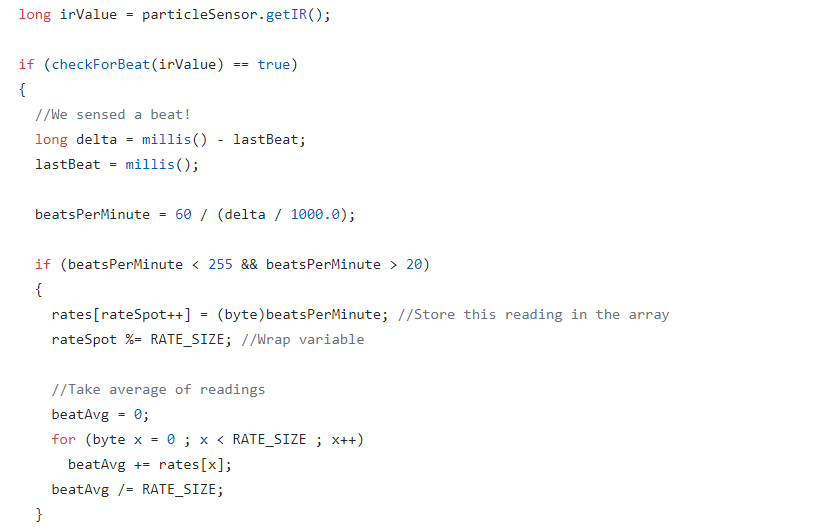 long irValue = particleSensor.getIR();

if (checkForBeat(irValue) == true)
{
  //We sensed a beat!
  long delta = millis() - lastBeat;
  lastBeat = millis();

  beatsPerMinute = 60 / (delta / 1000.0);

  if (beatsPerMinute < 255 && beatsPerMinute > 20)
  {
    rates[rateSpot++] = (byte)beatsPerMinute; //Store this reading in the array
    rateSpot %= RATE_SIZE; //Wrap variable

    //Take average of readings
    beatAvg = 0;
    for (byte x = 0 ; x < RATE_SIZE ; x++)
      beatAvg += rates[x];
    beatAvg /= RATE_SIZE;
  }